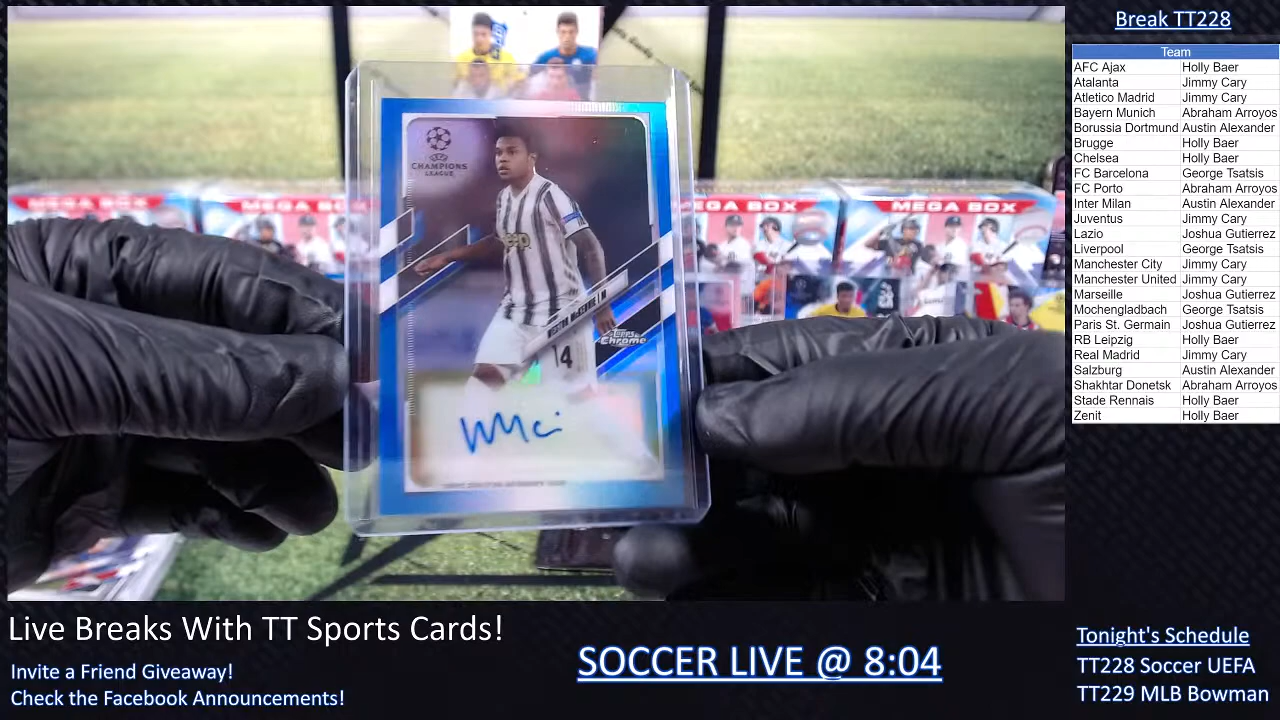 Break TT228
Team
AFC Ajax Holly Baer
Atalanta Jimmy Cary
Atletico Madrid Jimmy Cary
Bayern Munich Abraham Arroyos
Borussia Dortmund Austin Alexander
Brugge Holly Baer
Chelsea Holly Baer
FC Barcelona George Tsatsis
FC Porto Abraham Arroyos
Inter Milan Austin Alexander
Juventus Jimmy Cary
Lazio Joshua Gutierrez
Liverpool George Tsatsis
Manchester City Jimmy Cary
Manchester United Jimmy Cary
Marseille Joshua Gutierrez
Mochengladbach George Tsatsis
Paris St. Germain Joshua Gutierrez
RB Leipzig Holly Baer
Real Madrid Jimmy Cary
Salzburg Austin Alexander
Shakhtar Donetsk Abraham Arroyos
Stade Rennais Holly Baer
Zenit Holly Baer
UEFA
CHAMPIONS
LEAGUE
Jeep
WESTON McKENNIE | M
Topps
Chrome
14
MEGA BOX
MEGA BOX
MEGA BOX
MEGA BOX
Live Breaks With TT Sports Cards!
Invite a Friend Giveaway!
Check the Facebook Announcements!
SOCCER LIVE @ 8:04
Tonight's Schedule
TT228 Soccer UEFA
TT229 MLB Bowman